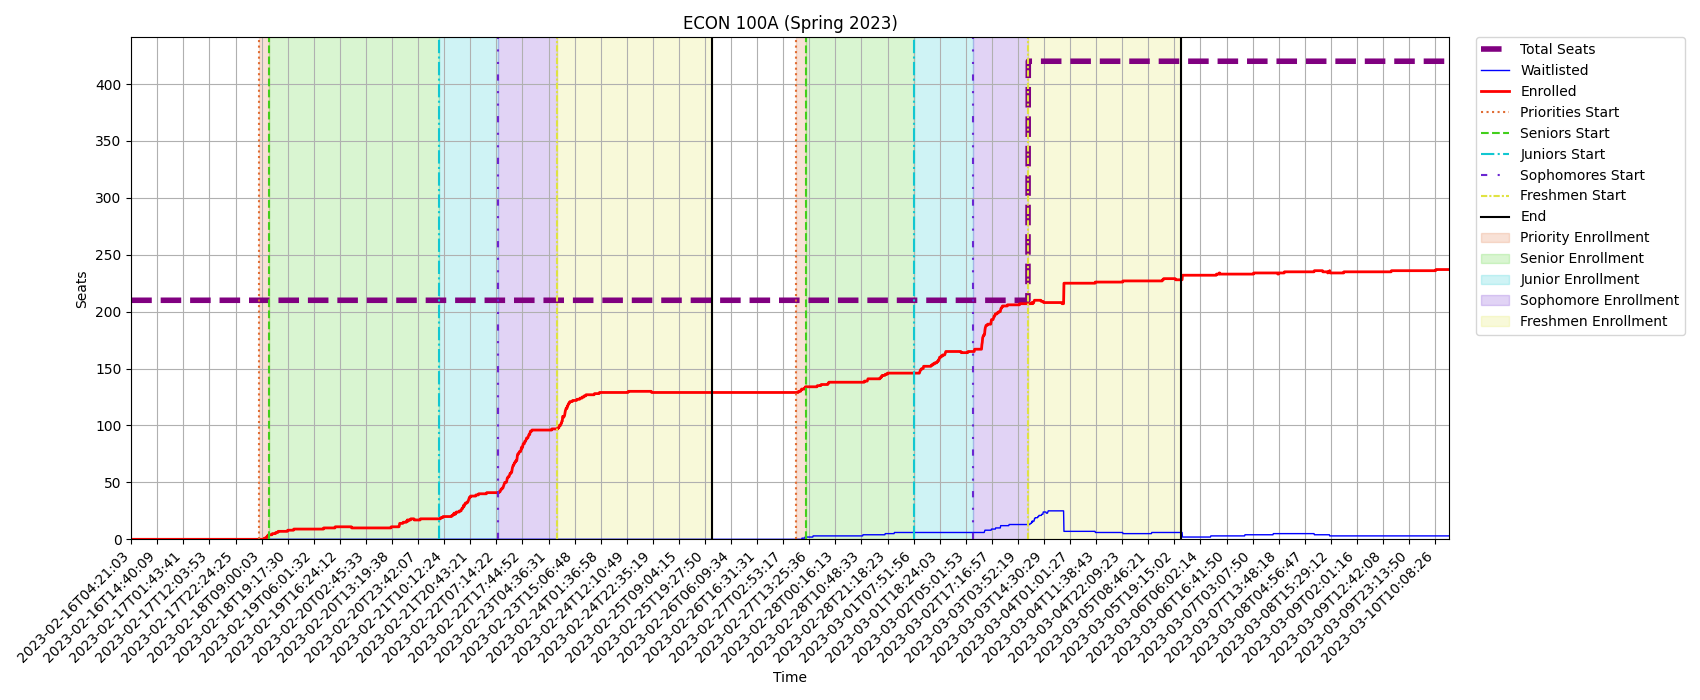 ECON 100A (Spring 2023)
Seats
400
350
300
250
200
150
100
50
0
2023-02-16T04:21:03
2023-02-16T14:40:09
2023-02-17T01:43:41
2023-02-17T12:03:53
2023-02-17T22:24:25
2023-02-18T09:00:03
2023-02-18T19:17:30
2023-02-19T06:01:32
2023-02-19T16:24:12
2023-02-20T02:45:33
2023-02-20T13:19:38
2023-02-20T23:42:07
2023-02-21T10:12:24
2023-02-21T20:43:21
2023-02-22T07:14:22
2023-02-22T17:44:52
2023-02-23T04:36:31
2023-02-23T15:06:48
2023-02-24T01:36:58
2023-02-24T12:10:49
2023-02-24T22:35:19
2023-02-25T09:04:15
2023-02-25T19:27:50
2023-02-26T06:09:34
2023-02-26T16:31:31
2023-02-27T02:53:17
2023-02-27T13:25:36
2023-02-28T00:16:13
2023-02-28T10:48:33
2023-02-28T21:18:23
2023-03-01T07:51:56
2023-03-01T18:24:03
2023-03-02T05:01:53
2023-03-02T17:16:57
2023-03-03T03:52:19
2023-03-03T14:30:29
2023-03-04T01:01:27
2023-03-04T11:38:43
2023-03-04T22:09:23
2023-03-05T08:46:21
2023-03-05T19:15:02
2023-03-06T06:02:14
2023-03-06T16:41:50
2023-03-07T03:07:50
2023-03-07T13:48:18
2023-03-08T04:56:47
2023-03-08T15:29:12
2023-03-09T02:01:16
2023-03-09T12:42:08
2023-03-09T23:13:50
2023-03-10T10:08:26
Time
Total Seats
Waitlisted
Enrolled
Priorities Start
Seniors Start
Juniors Start
Sophomores Start
Freshmen Start
End
Priority Enrollment
Senior Enrollment
Junior Enrollment
Sophomore Enrollment
Freshmen Enrollment